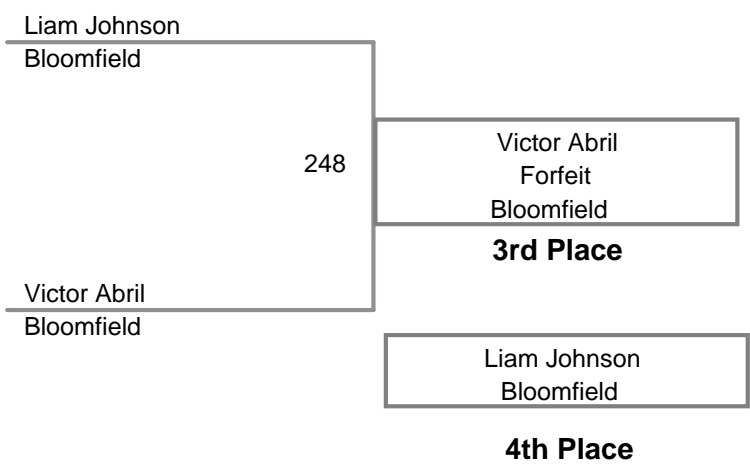 Liam Johnson
Bloomfield
248
Victor Abril
Forfeit
Bloomfield
3rd Place
Victor Abril
Bloomfield
Liam Johnson
Bloomfield
4th Place